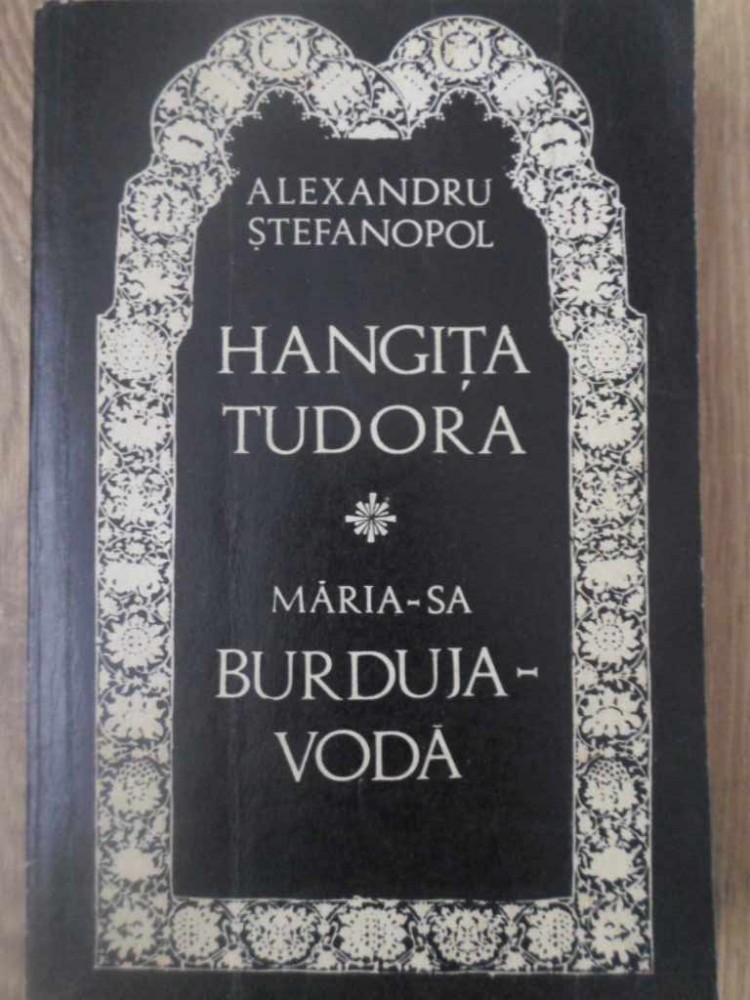 ALEXANDRU
ȘTEFANOPOL
HANGIȚA
TUDORA
MĂRIA-SA
BURDUJA-
VODĂ